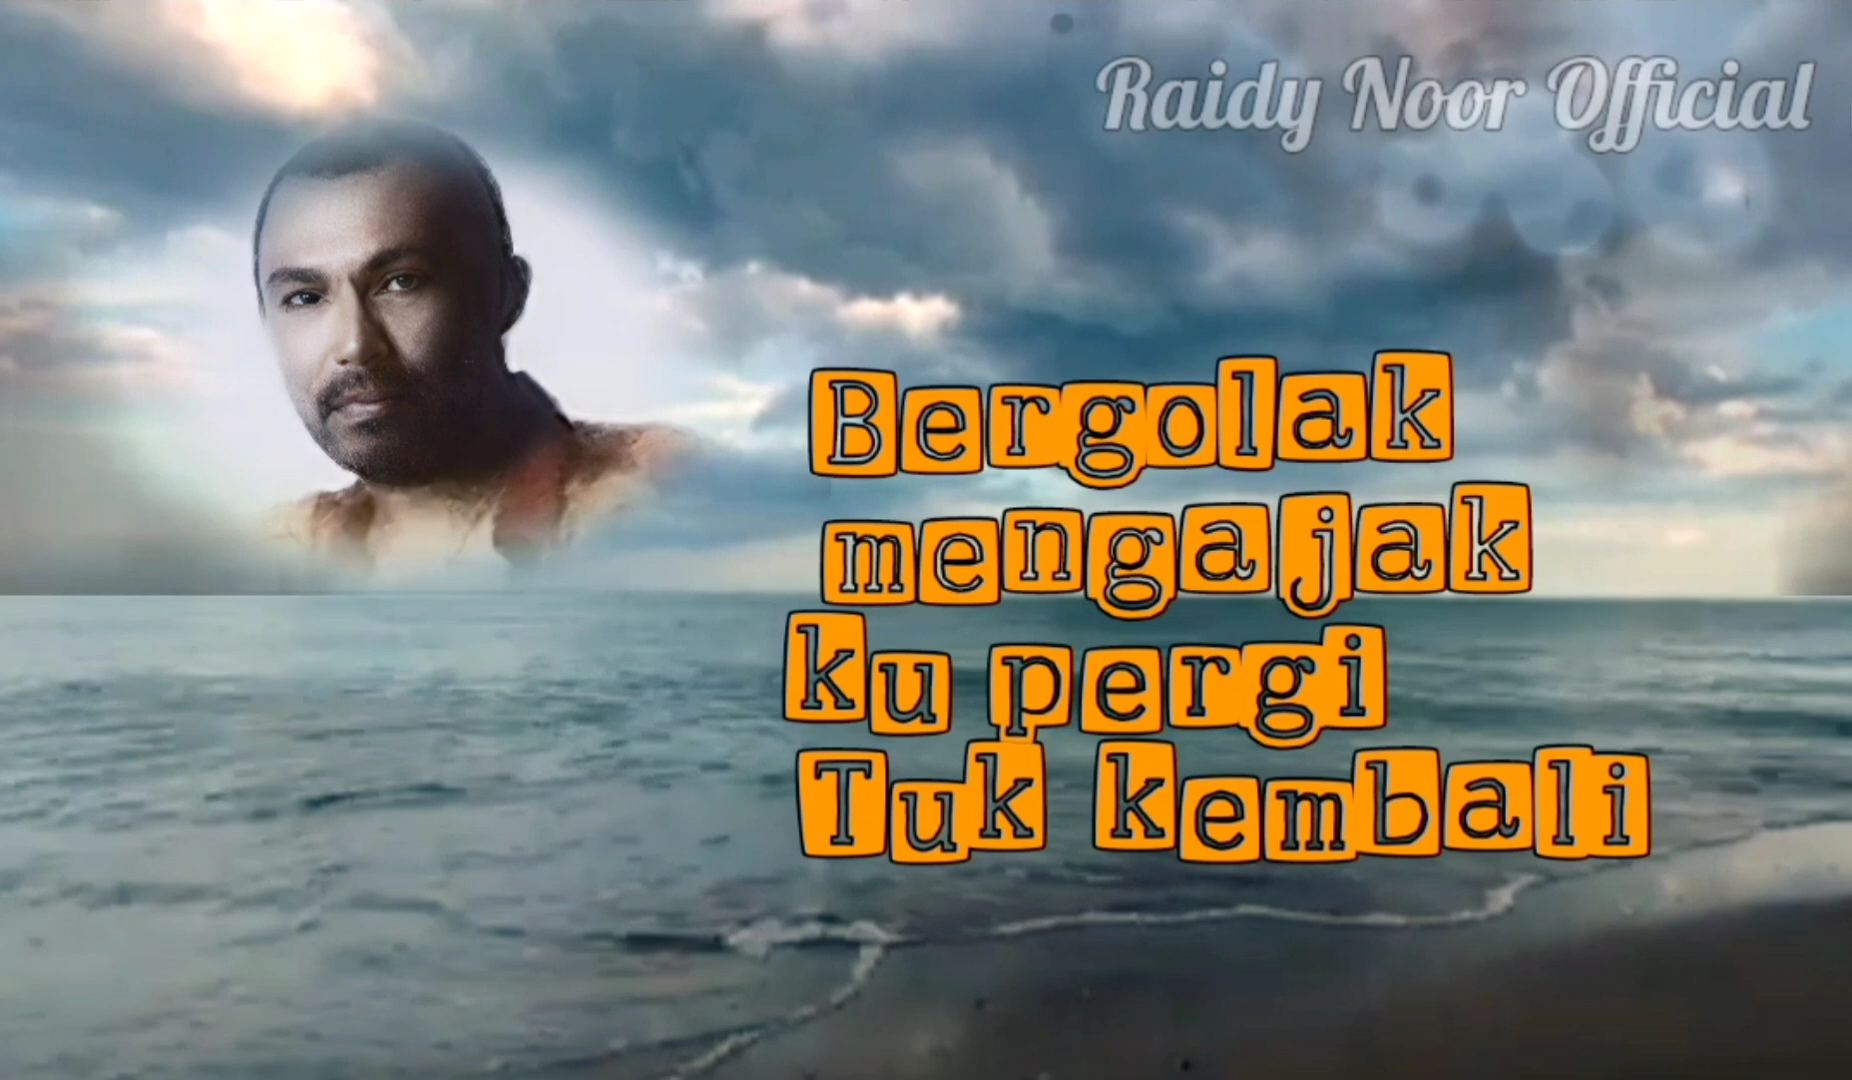 Raidy Noor Official
Bergolak
mengajak
ku pergi
Tuk kembali